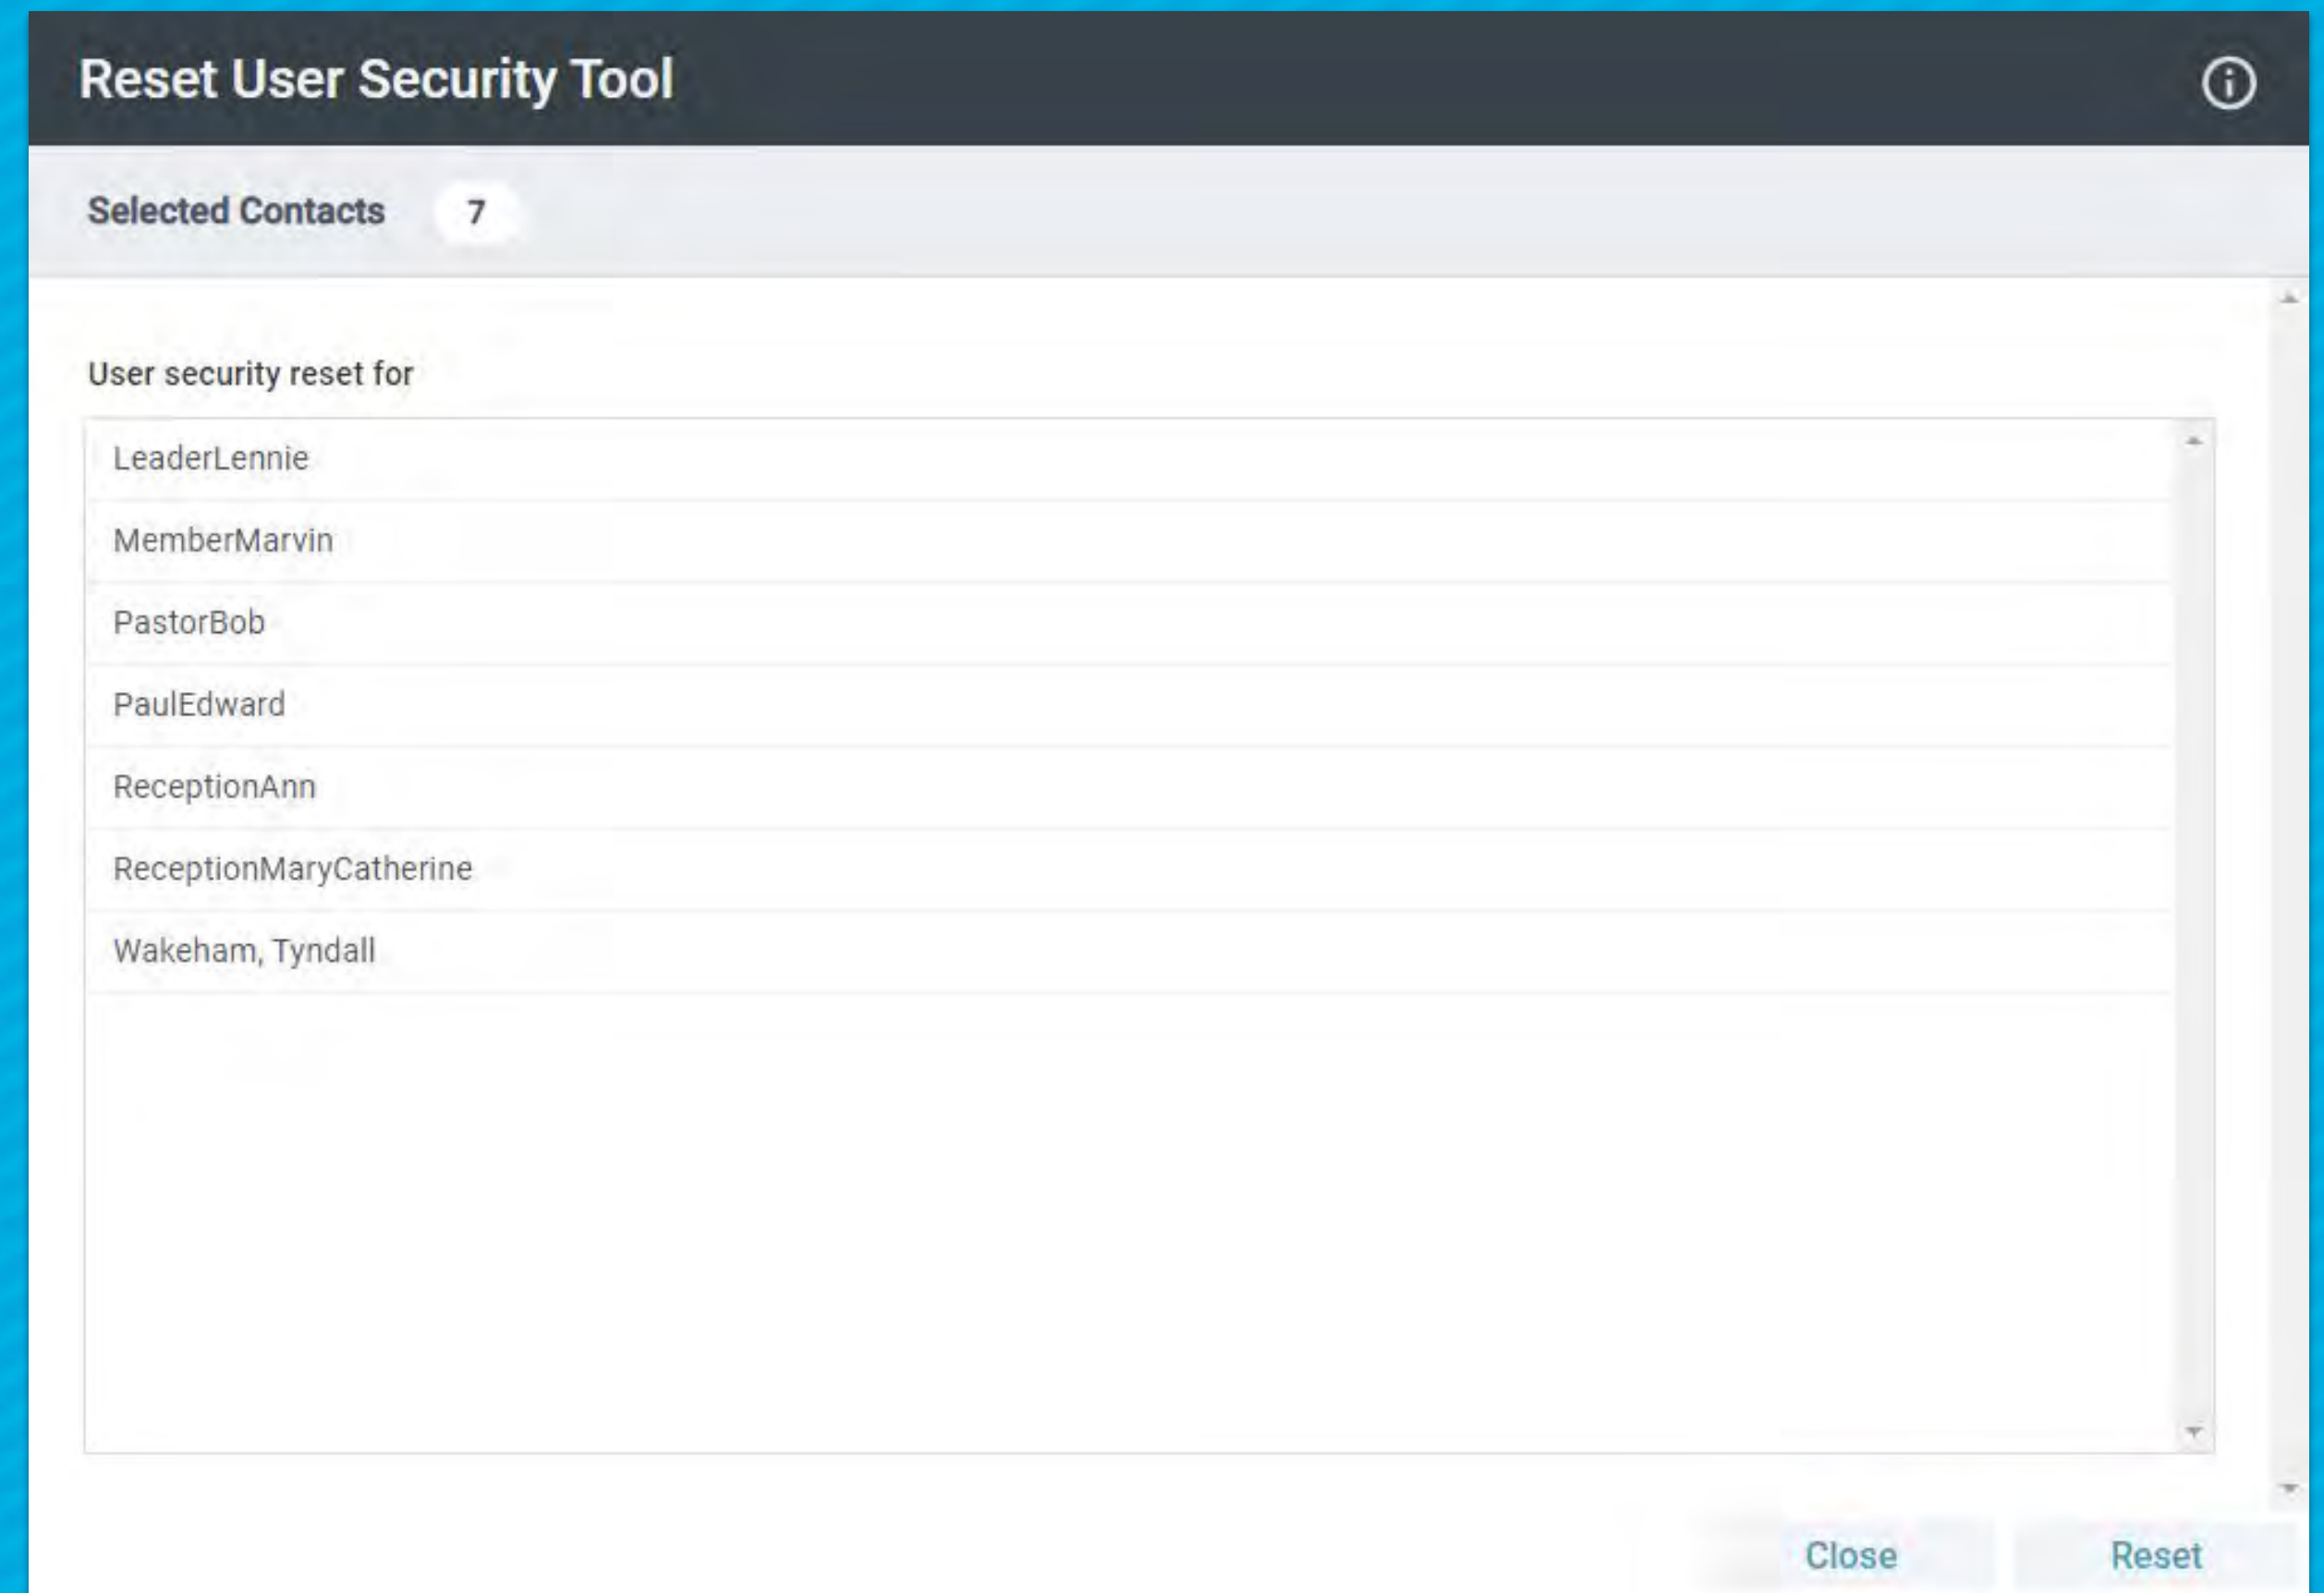 Reset User Security Tool
Selected Contacts 7
User security reset for
LeaderLennie
MemberMarvin
PastorBob
PaulEdward
ReceptionAnn
ReceptionMaryCatherine
Wakeham, Tyndall
Close Reset